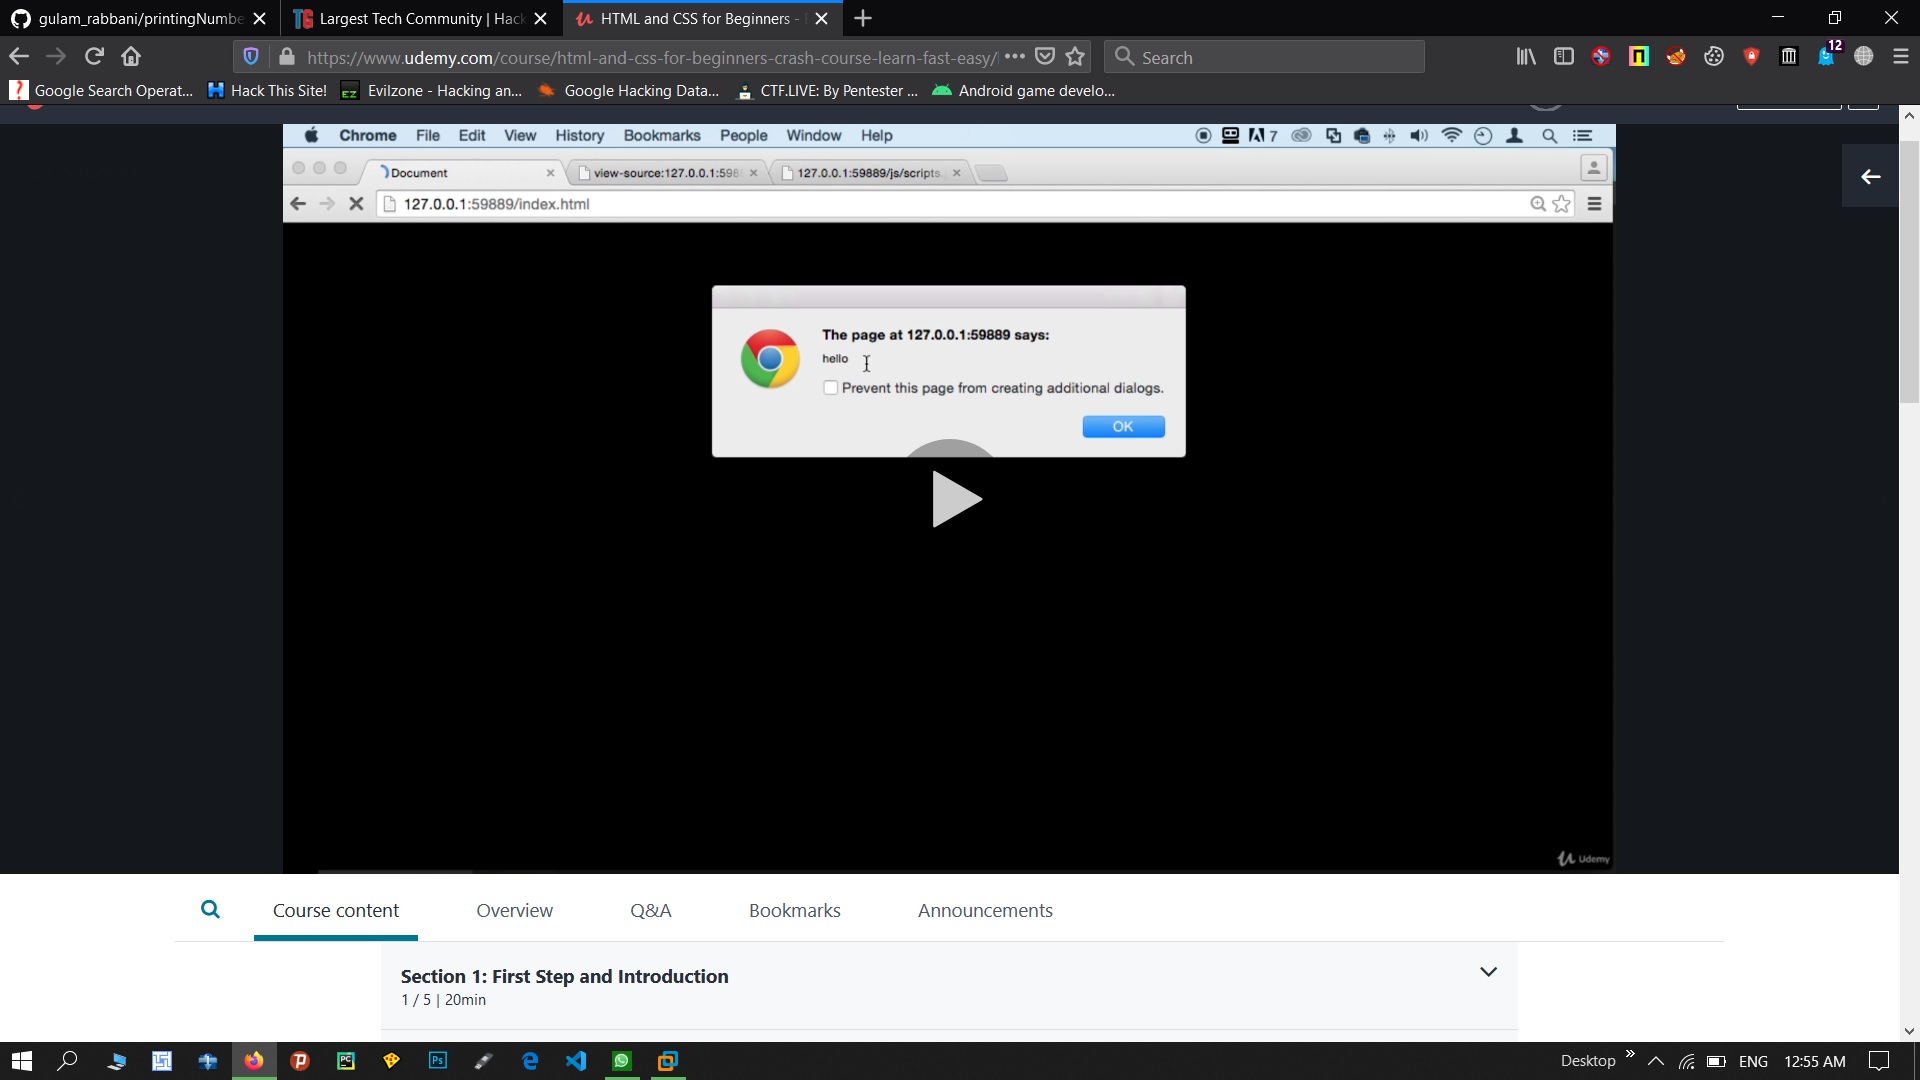 gulam_rabbani/printingNumbe
Largest Tech Community | Hack
HTML and CSS for Beginners -
https://www.udemy.com/course/html-and-css-for-beginners-crash-course-learn-fast-easy/l
Search
12
Google Search Operat...
Hack This Site!
EZ
Evilzone - Hacking an...
Google Hacking Data...
CTF.LIVE: By Pentester ...
Android game develo...
Chrome File Edit View History Bookmarks People Window Help
7
Document
view-source:127.0.0.1:598
127.0.0.1:59889/js/scripts.
127.0.0.1:59889/index.html
The page at 127.0.0.1:59889 says:
hello
Prevent this page from creating additional dialogs.
OK
Udemy
Course content
Overview
Q&A
Bookmarks
Announcements
Section 1: First Step and Introduction
1 / 5 | 20min
PC
Ps
Desktop
ENG
12:55 AM